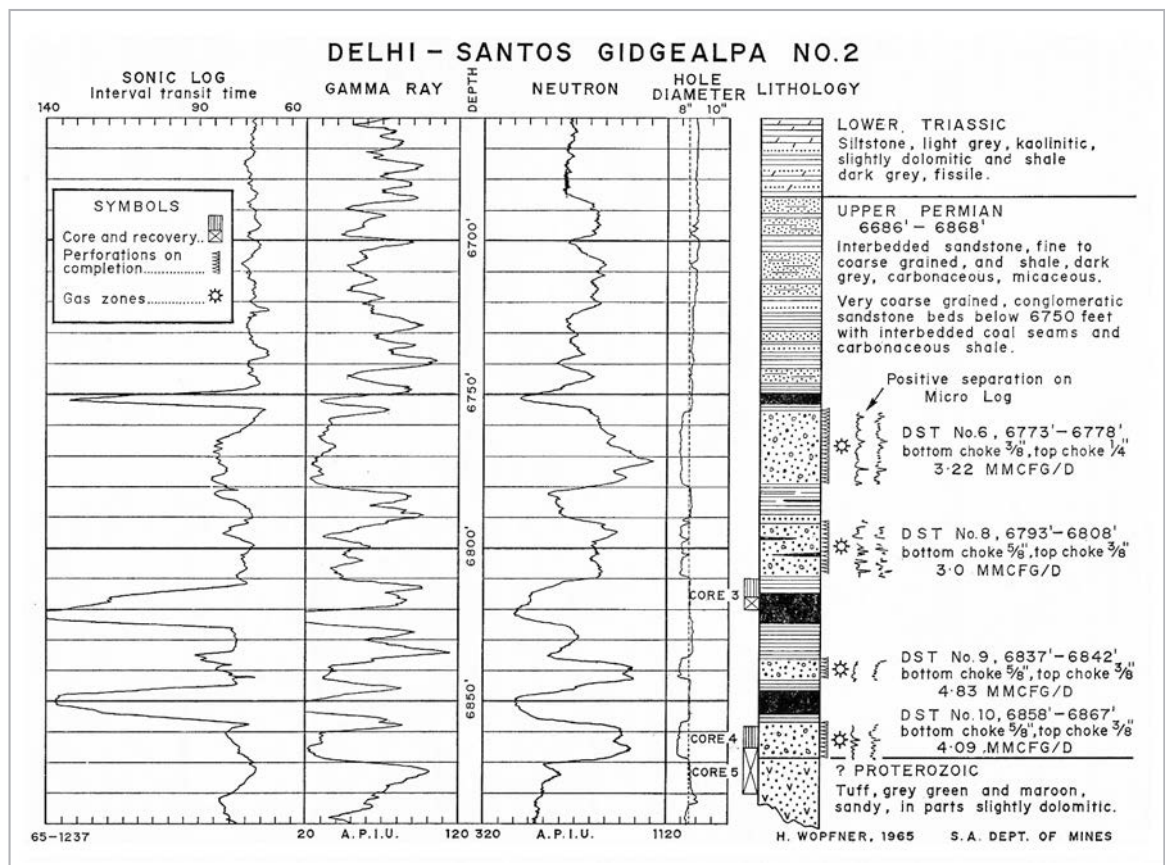 DELHI – SANTOS GIDGEALPA NO. 2
SONIC LOG
Interval transit time
140 90 60
GAMMA RAY
DEPTH
NEUTRON
HOLE
DIAMETER
8" 10"
LITHOLOGY
SYMBOLS
Core and recovery..
Perforations on
completion
Gas zones
6700'
6750'
6800'
6850'
CORE 3
CORE 4
CORE 5
LOWER, TRIASSIC
Siltstone, light grey, kaolinitic,
slightly dolomitic and shale
dark grey, fissile.
UPPER PERMIAN
6686' – 6868'
Interbedded sandstone, fine to
coarse grained, and shale, dark
grey, carbonaceous, micaceous.
Very coarse grained, conglomeratic
sandstone beds below 6750 feet
with interbedded coal seams and
carbonaceous shale.
Positive separation on
Micro Log
DST No.6, 6773'–6778'
bottom choke 3/8", top choke 1/4"
3·22 MMCFG/D
DST No.8, 6793'–6808'
bottom choke 5/8", top choke 3/8"
3·0 MMCFG/D
DST No.9, 6837'–6842'
bottom choke 5/8", top choke 3/8"
4·83 MMCFG/D
DST No.10, 6858'–6867'
bottom choke 5/8", top choke 3/8
4·09 .MMCFG/D
? PROTEROZOIC
Tuff, grey green and maroon,
sandy, in parts slightly dolomitic.
65-1237
20 A.P.I.U. 120
320 A.P.I.U. 1120
H. WOPFNER, 1965 S.A. DEPT. OF MINES